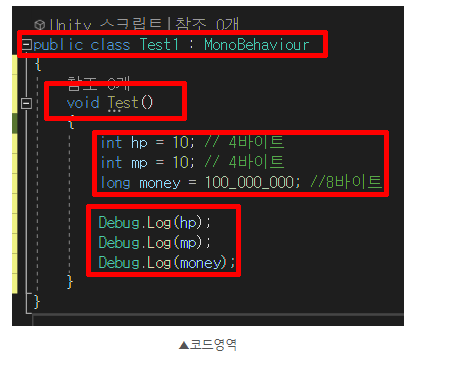 Unity 스크립트|참조 0개
public class Test1 : MonoBehaviour
{
참조 0개
void Test()
{
int hp = 10; // 4바이트
int mp = 10; // 4바이트
long money = 100_000_000; //8바이트
Debug.Log(hp);
Debug.Log(mp);
Debug.Log(money);
}
}
▲코드영역